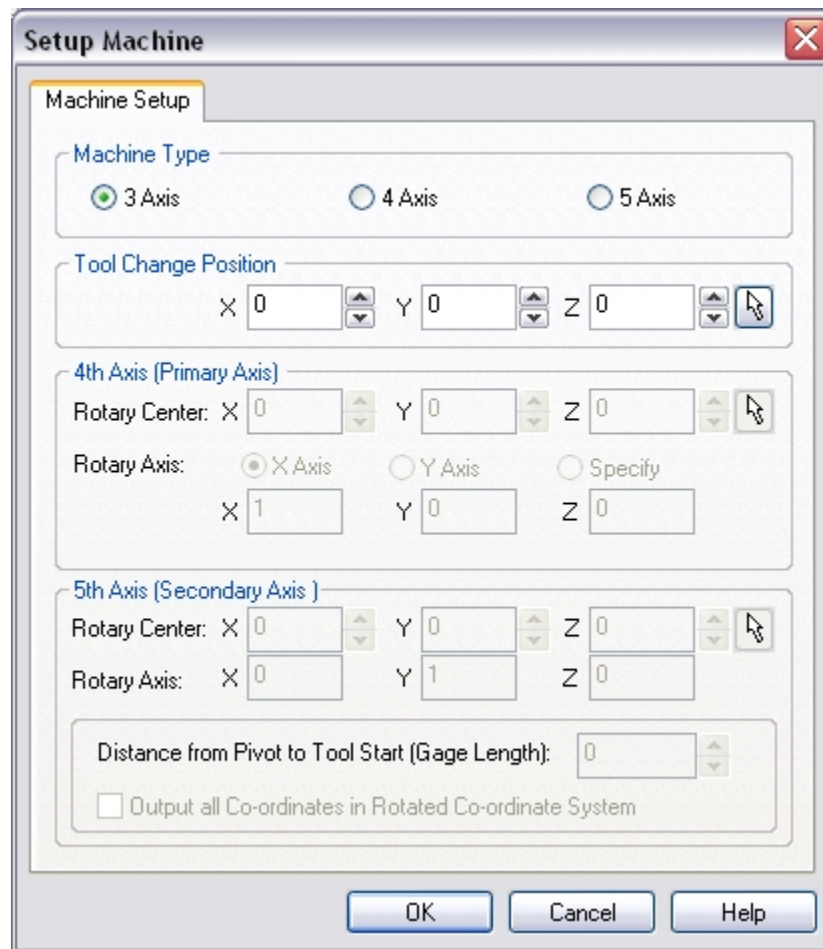 Setup Machine
Machine Setup
Machine Type
3 Axis 4 Axis 5 Axis
Tool Change Position
X 0 Y 0 Z 0
4th Axis (Primary Axis)
Rotary Center: X 0 Y 0 Z 0
Rotary Axis: X Axis Y Axis Specify
X 1 Y 0 Z 0
5th Axis (Secondary Axis )
Rotary Center: X 0 Y 0 Z 0
Rotary Axis: X 0 Y 1 Z 0
Distance from Pivot to Tool Start (Gage Length): 0
Output all Co-ordinates in Rotated Co-ordinate System
OK Cancel Help